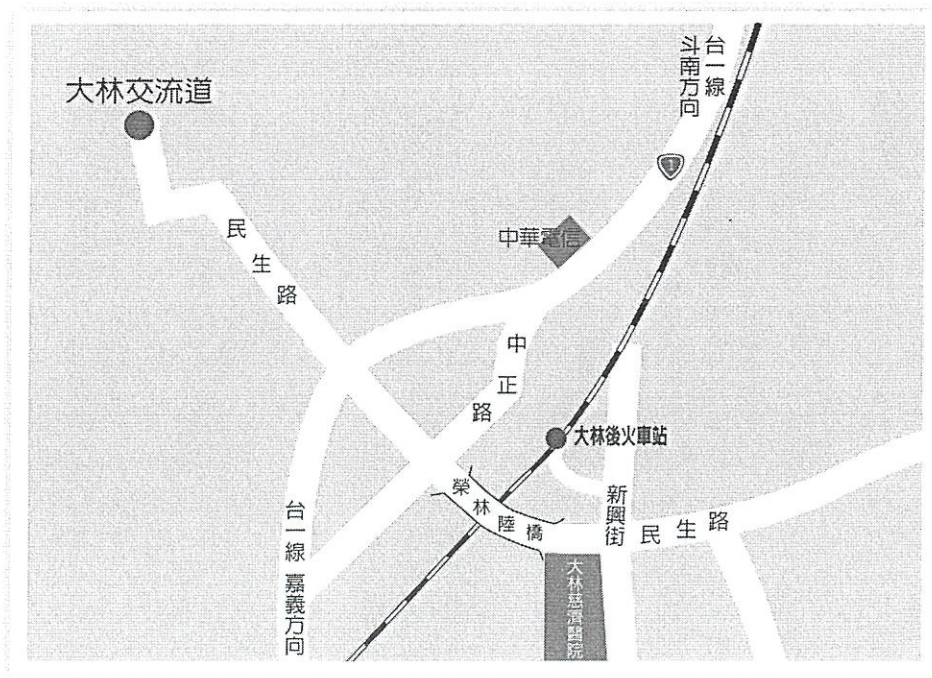 台一線
斗南方向
大林交流道
1
民生路
中華電信
中正路
大林後火車站
榮林陸橋
新興街
民生路
台一線 嘉義方向
大林慈濟醫院